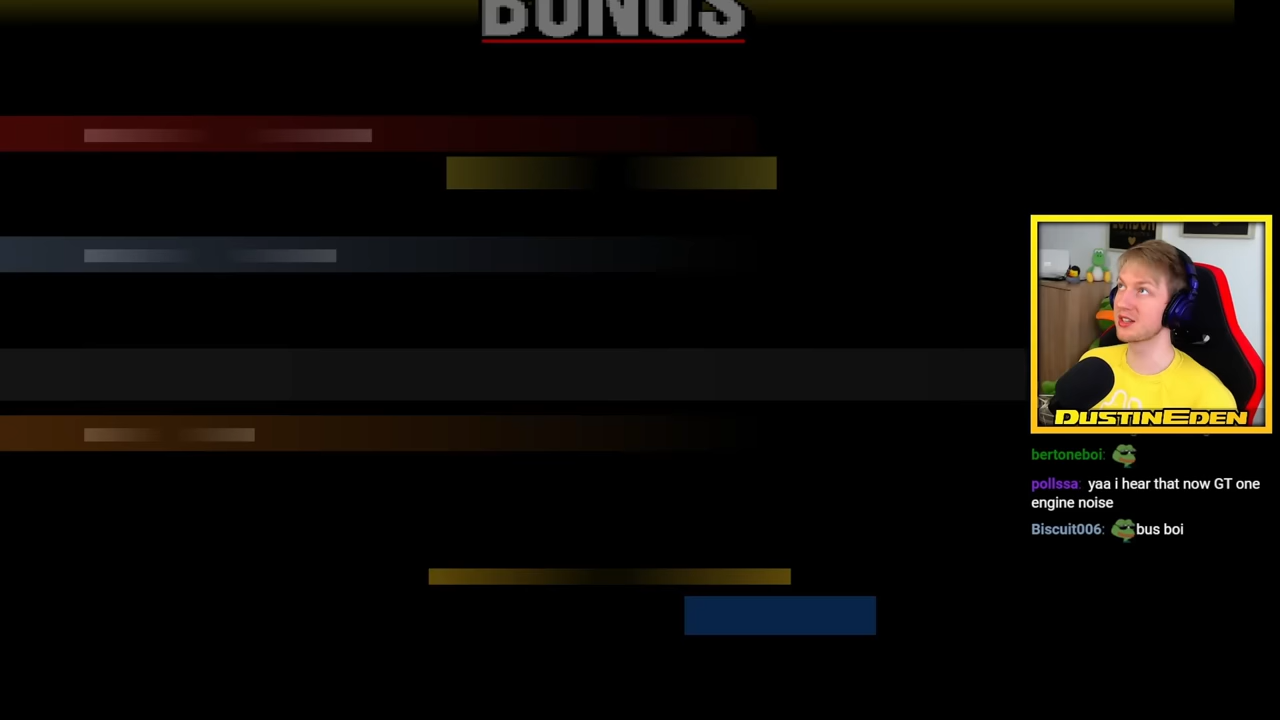 BONUS
DUSTINEDEN
bertoneboi:
pollssa: yaa i hear that now GT one
engine noise
Biscuit006: bus boi